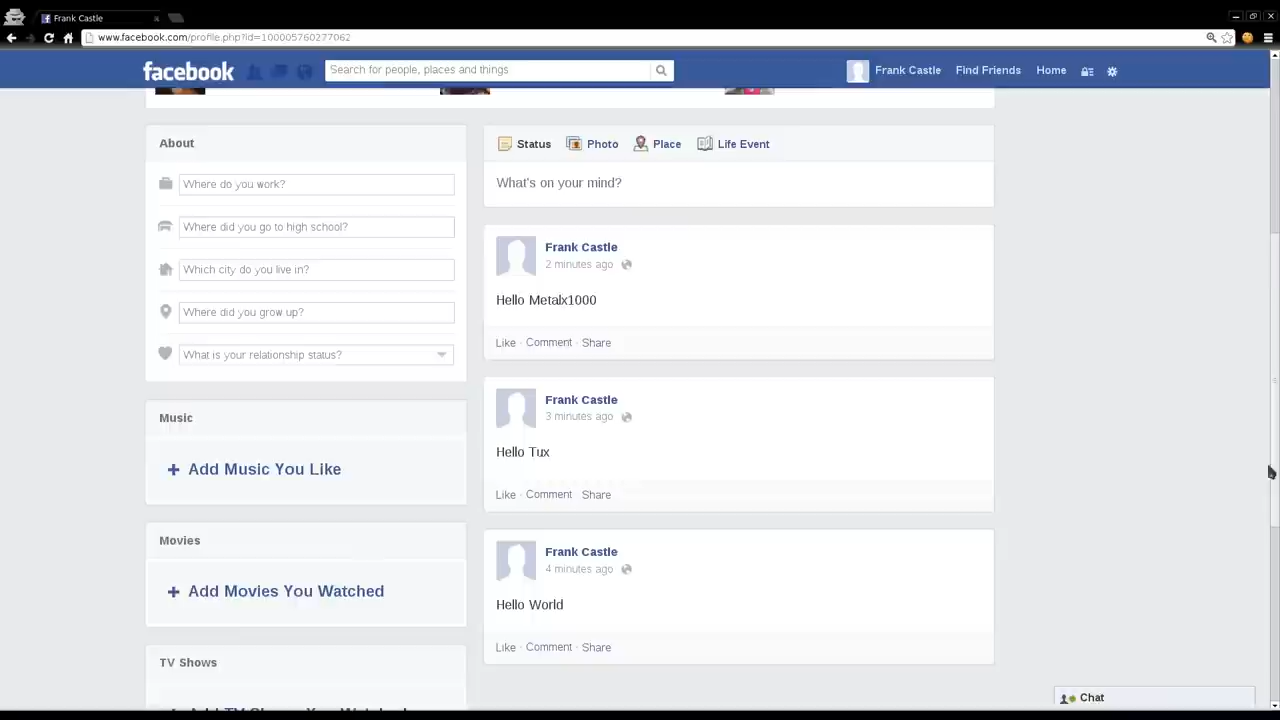 Frank Castle
www.facebook.com/profile.php?id=100005760277062
facebook
Search for people, places and things
Frank Castle
Find Friends
Home
About
Where do you work?
Where did you go to high school?
Which city do you live in?
Where did you grow up?
What is your relationship status?
Music
+ Add Music You Like
Movies
+ Add Movies You Watched
TV Shows
Status
Photo
Place
Life Event
What's on your mind?
Frank Castle
2 minutes ago
Hello Metalx1000
Like · Comment · Share
Frank Castle
3 minutes ago
Hello Tux
Like · Comment · Share
Frank Castle
4 minutes ago
Hello World
Like · Comment · Share
Chat